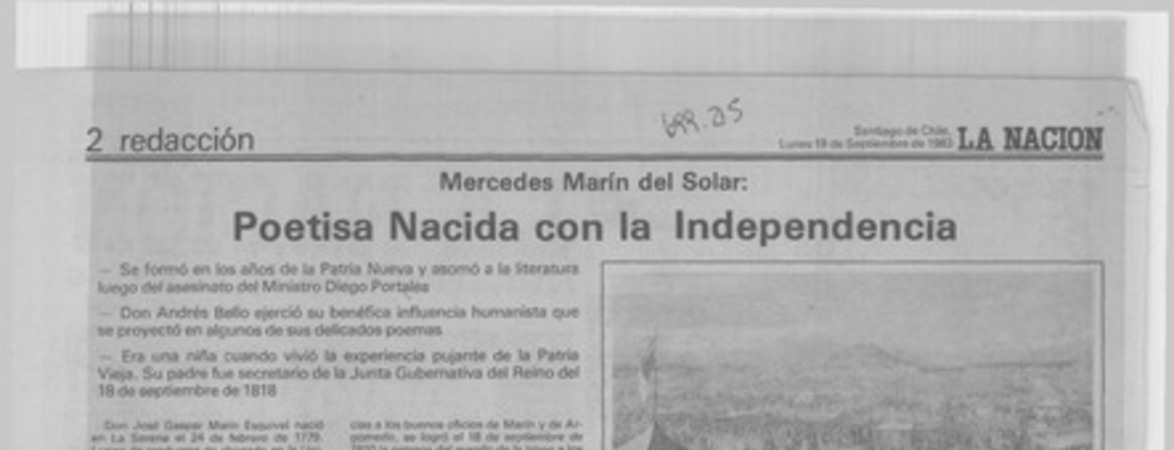 699.215
2 redacción
Santiago de Chile,
Lunes 19 de Septiembre de 1983 LA NACION
Mercedes Marín del Solar:
Poetisa Nacida con la Independencia
— Se formó en los años de la Patria Nueva y asomó a la literatura
luego del asesinato del Ministro Diego Portales
— Don Andrés Bello ejerció su benéfica influencia humanista que
se proyectó en algunos de sus delicados poemas
— Era una niña cuando vivió la experiencia pujante de la Patria
Vieja. Su padre fue secretario de la Junta Gubernativa del Reino del
18 de septiembre de 1818
Don José Gaspar Marín Esquivel nació
en La Serena el 24 de febrero de 1779.
cias a los buenos oficios de Marín y de Ar-
gomedo, se logró el 18 de septiembre de